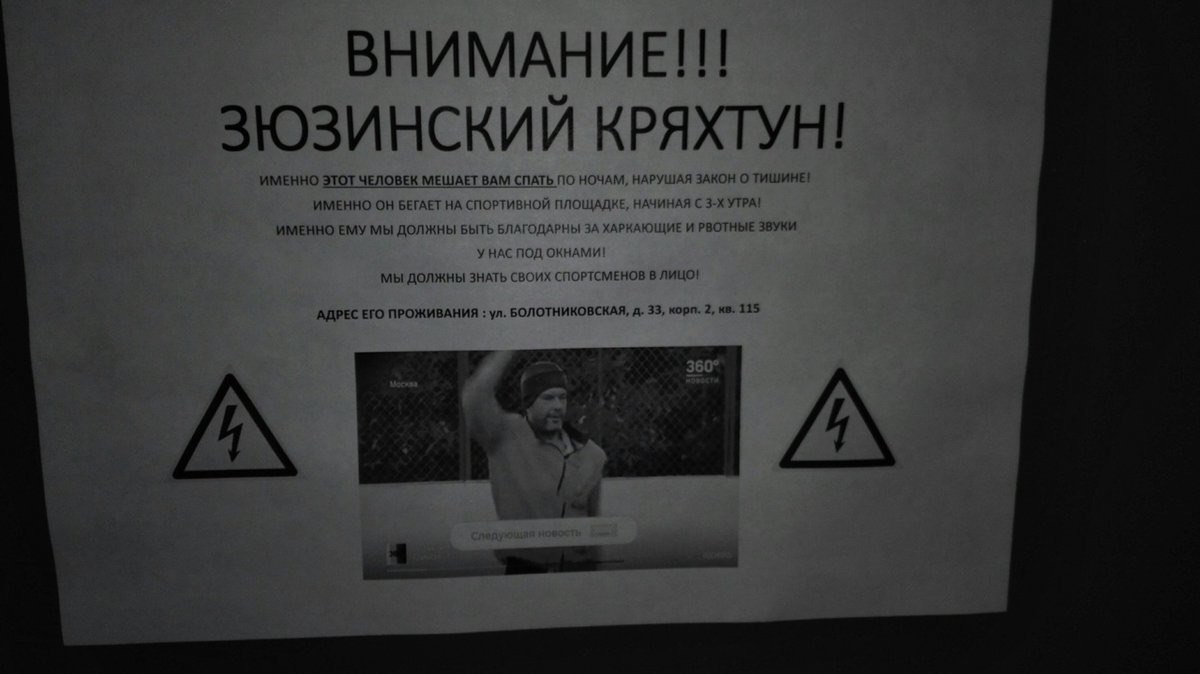 ВНИМАНИЕ!!!
ЗЮЗИНСКИЙ КРЯХТУН!
ИМЕННО ЭТОТ ЧЕЛОВЕК МЕШАЕТ ВАМ СПАТЬ ПО НОЧАМ, НАРУШАЯ ЗАКОН О ТИШИНЕ!
ИМЕННО ОН БЕГАЕТ НА СПОРТИВНОЙ ПЛОЩАДКЕ, НАЧИНАЯ С 3-Х УТРА!
ИМЕННО ЕМУ МЫ ДОЛЖНЫ БЫТЬ БЛАГОДАРНЫ ЗА ХАРКАЮЩИЕ И РВОТНЫЕ ЗВУКИ
У НАС ПОД ОКНАМИ!
МЫ ДОЛЖНЫ ЗНАТЬ СВОИХ СПОРТСМЕНОВ В ЛИЦО!
АДРЕС ЕГО ПРОЖИВАНИЯ : ул. БОЛОТНИКОВСКАЯ, д. 33, корп. 2, кв. 115
Москва
360°
НОВОСТИ
Следующая новость